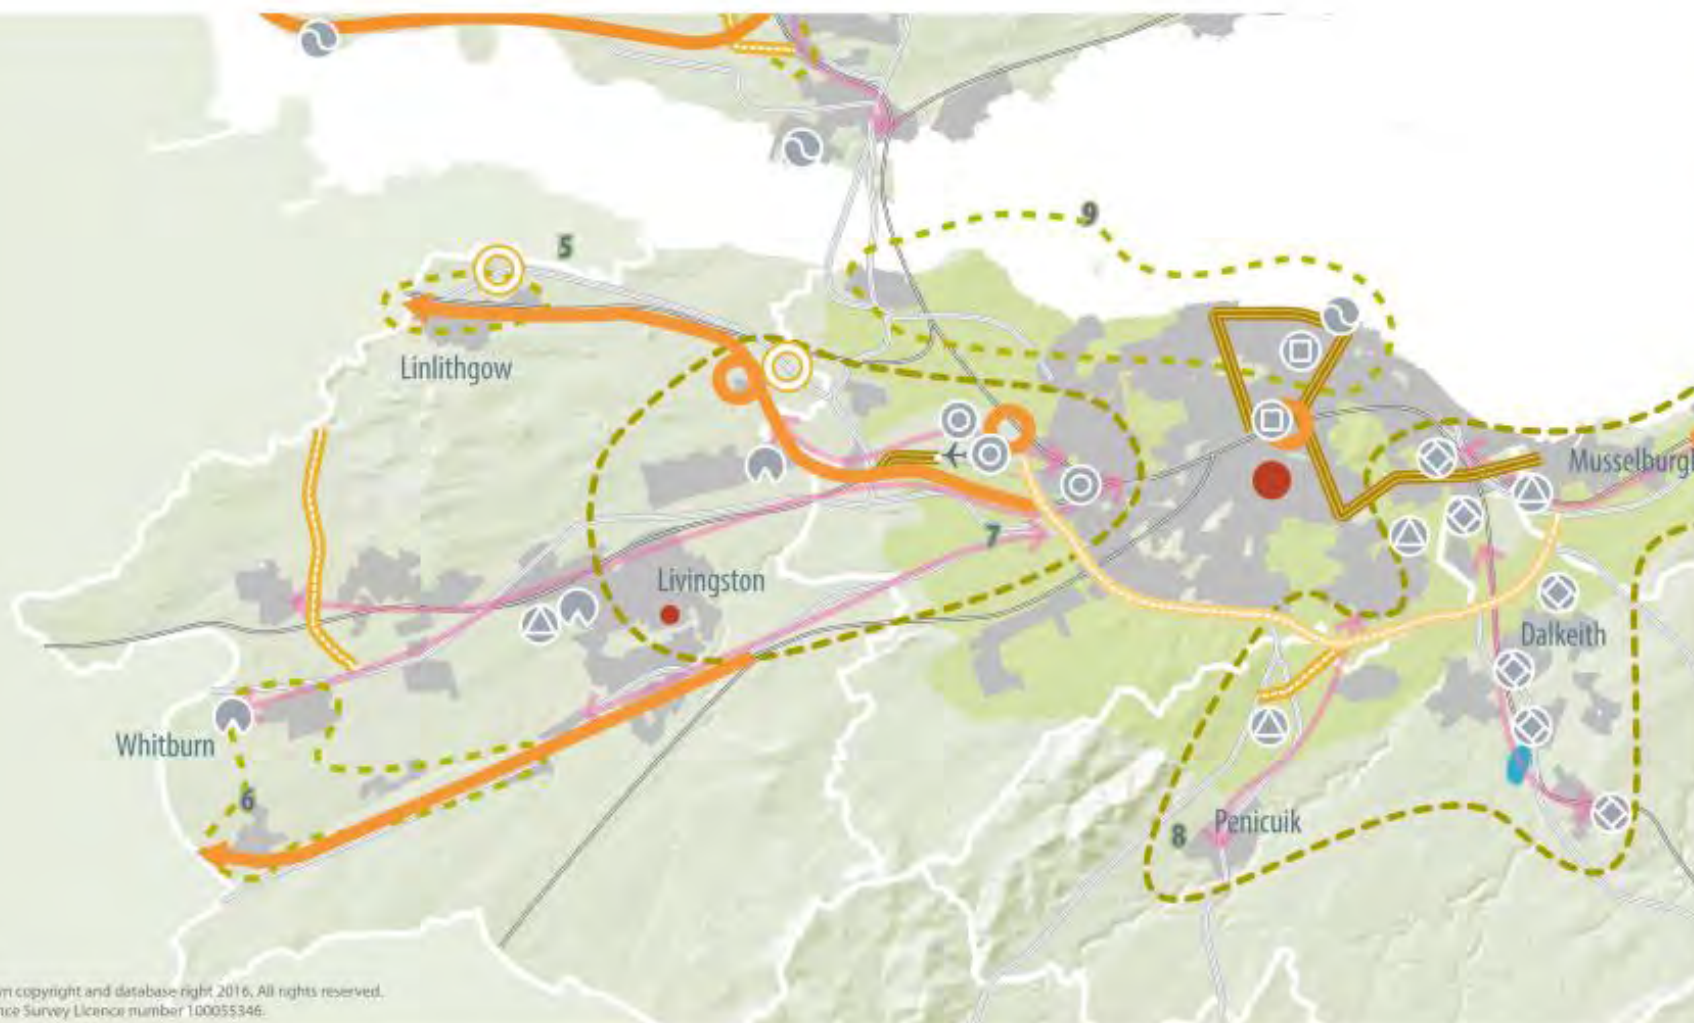 9
5
Linlithgow
Musselburgh
7
Livingston
Dalkeith
Whitburn
6
8
Penicuik
copyright and database right 2016. All rights reserved.
Survey Licence number 100055346.